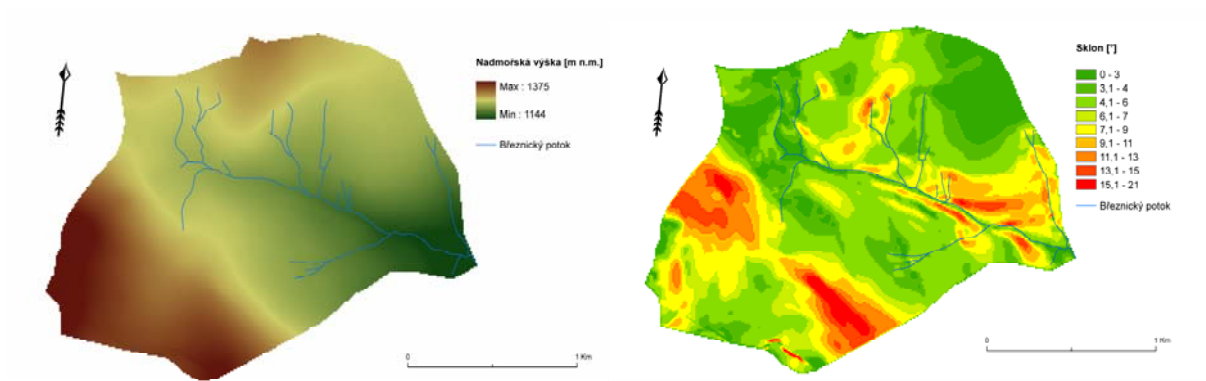 Nadmořská výška [m n.m.]
Max : 1375
Min : 1144
Březnický potok
0
1 Km
Sklon [°]
0 - 3
3,1 - 4
4,1 - 6
6,1 - 7
7,1 - 9
9,1 - 11
11,1 - 13
13,1 - 15
15,1 - 21
Březnický potok
0
1 Km